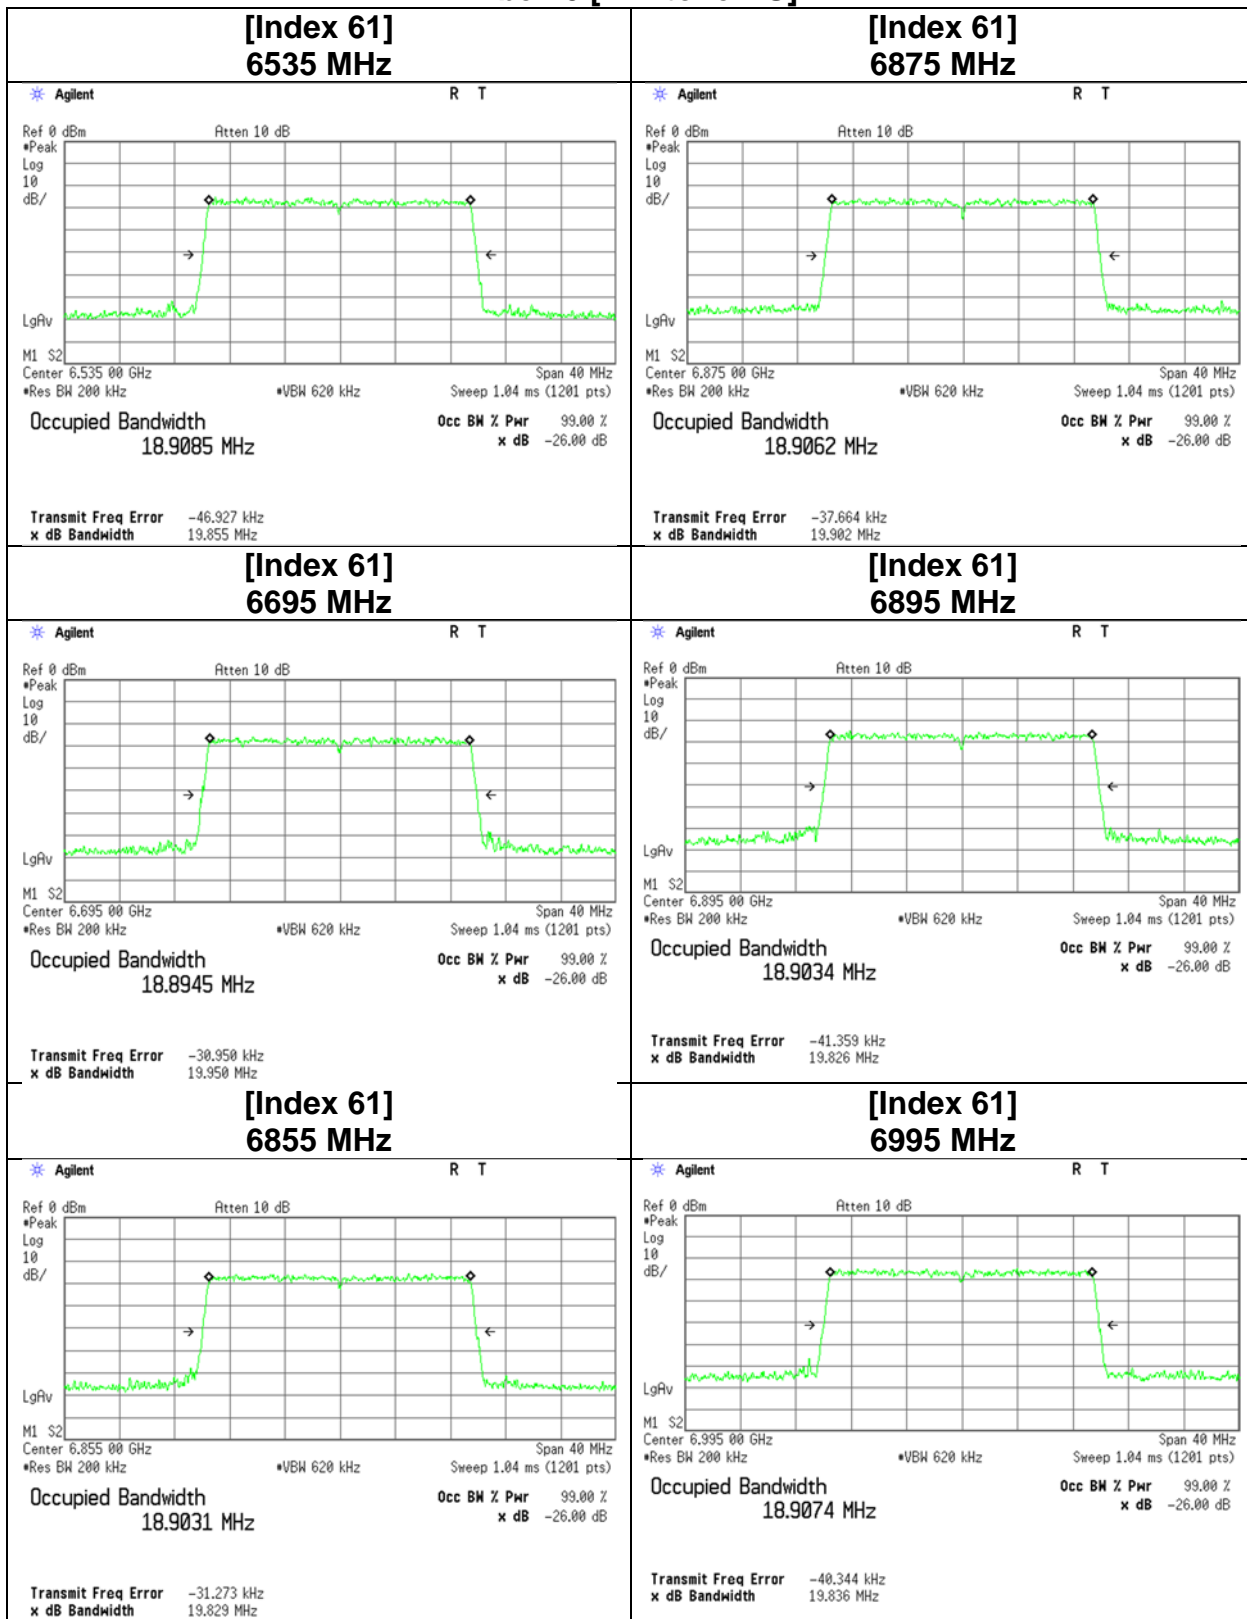 [Index 61]
6535 MHz
Agilent R T
Ref 0 dBm Atten 10 dB
#Peak
Log
10
dB/
LgAv
M1 S2
Center 6.535 00 GHz Span 40 MHz
#Res BW 200 kHz #VBW 620 kHz Sweep 1.04 ms (1201 pts)
Occupied Bandwidth Occ BW % Pwr 99.00 %
18.9085 MHz x dB -26.00 dB
Transmit Freq Error -46.927 kHz
x dB Bandwidth 19.855 MHz
[Index 61]
6875 MHz
Agilent R T
Ref 0 dBm Atten 10 dB
#Peak
Log
10
dB/
LgAv
M1 S2
Center 6.875 00 GHz Span 40 MHz
#Res BW 200 kHz #VBW 620 kHz Sweep 1.04 ms (1201 pts)
Occupied Bandwidth Occ BW % Pwr 99.00 %
18.9062 MHz x dB -26.00 dB
Transmit Freq Error -37.664 kHz
x dB Bandwidth 19.902 MHz
[Index 61]
6695 MHz
Agilent R T
Ref 0 dBm Atten 10 dB
#Peak
Log
10
dB/
LgAv
M1 S2
Center 6.695 00 GHz Span 40 MHz
#Res BW 200 kHz #VBW 620 kHz Sweep 1.04 ms (1201 pts)
Occupied Bandwidth Occ BW % Pwr 99.00 %
18.8945 MHz x dB -26.00 dB
Transmit Freq Error -30.950 kHz
x dB Bandwidth 19.950 MHz
[Index 61]
6895 MHz
Agilent R T
Ref 0 dBm Atten 10 dB
#Peak
Log
10
dB/
LgAv
M1 S2
Center 6.895 00 GHz Span 40 MHz
#Res BW 200 kHz #VBW 620 kHz Sweep 1.04 ms (1201 pts)
Occupied Bandwidth Occ BW % Pwr 99.00 %
18.9034 MHz x dB -26.00 dB
Transmit Freq Error -41.359 kHz
x dB Bandwidth 19.826 MHz
[Index 61]
6855 MHz
Agilent R T
Ref 0 dBm Atten 10 dB
#Peak
Log
10
dB/
LgAv
M1 S2
Center 6.855 00 GHz Span 40 MHz
#Res BW 200 kHz #VBW 620 kHz Sweep 1.04 ms (1201 pts)
Occupied Bandwidth Occ BW % Pwr 99.00 %
18.9031 MHz x dB -26.00 dB
Transmit Freq Error -31.273 kHz
x dB Bandwidth 19.829 MHz
[Index 61]
6995 MHz
Agilent R T
Ref 0 dBm Atten 10 dB
#Peak
Log
10
dB/
LgAv
M1 S2
Center 6.995 00 GHz Span 40 MHz
#Res BW 200 kHz #VBW 620 kHz Sweep 1.04 ms (1201 pts)
Occupied Bandwidth Occ BW % Pwr 99.00 %
18.9074 MHz x dB -26.00 dB
Transmit Freq Error -40.344 kHz
x dB Bandwidth 19.836 MHz